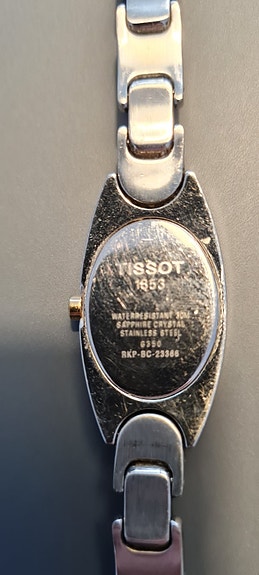 TISSOT
1853
WATERRESISTANT 30M
SAPPHIRE CRYSTAL
STAINLESS STEEL
G350
RKP-BC-23366